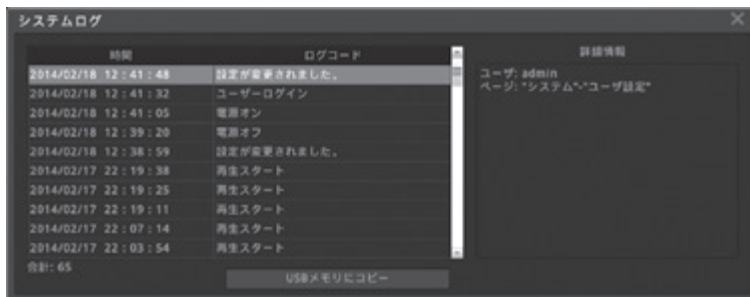 システムログ
時間 ログコード 詳細情報
2014/02/18 12:41:48 設定が変更されました。
2014/02/18 12:41:32 ユーザーログイン
2014/02/18 12:41:05 電源オン
2014/02/18 12:39:20 電源オフ
2014/02/18 12:38:59 設定が変更されました。
2014/02/17 22:19:38 再生スタート
2014/02/17 22:19:25 再生スタート
2014/02/17 22:19:11 再生スタート
2014/02/17 22:07:14 再生スタート
2014/02/17 22:03:54 再生スタート
ユーザ: admin
ページ: "システム"-"ユーザ設定"
合計: 65
USBメモリにコピー